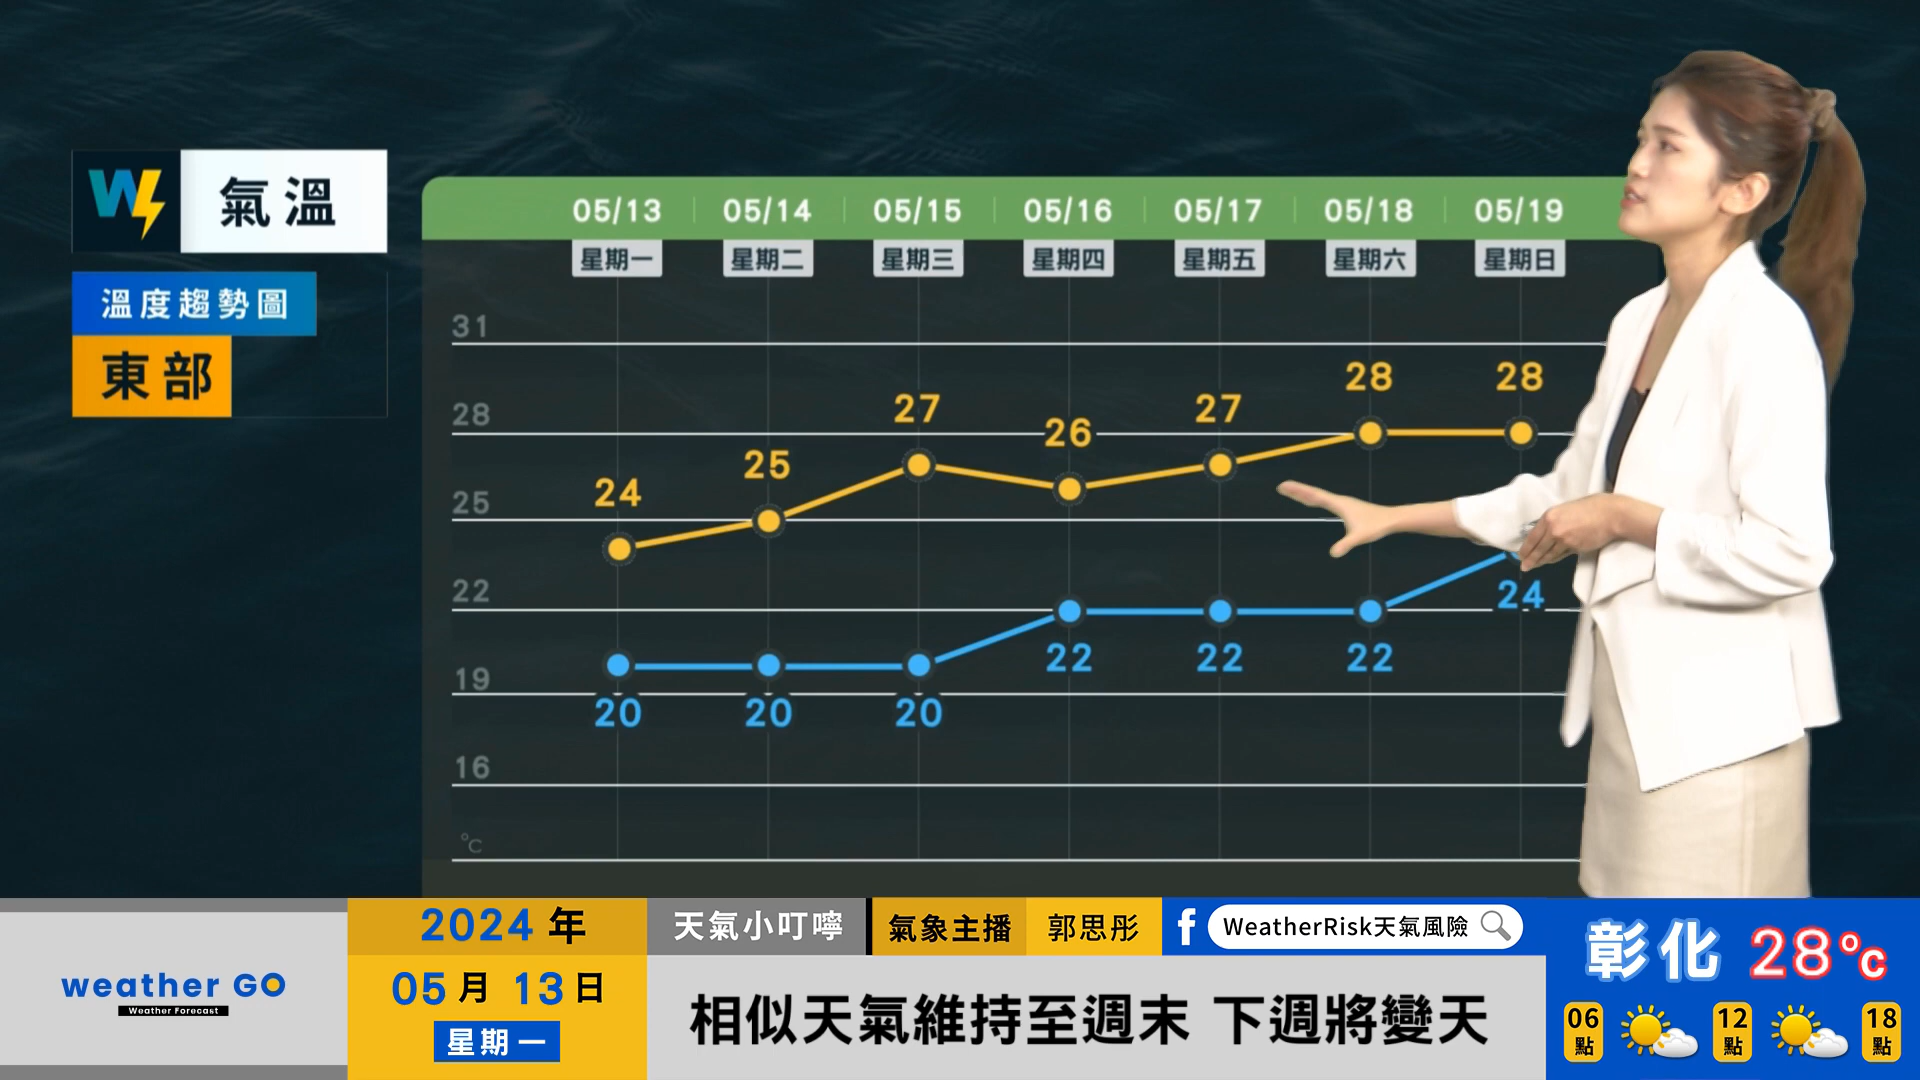 W
氣溫
溫度趨勢圖
東部
05/13 05/14 05/15 05/16 05/17 05/18 05/19
星期一 星期二 星期三 星期四 星期五 星期六 星期日
31
28
25
22
19
16
°C
24 25 27 26 27 28 28
20 20 20 22 22 22 24
weather GO
Weather Forecast
2024 年
05 月 13 日
星期一
天氣小叮嚀
氣象主播 郭思彤
f WeatherRisk天氣風險
相似天氣維持至週末 下週將變天
彰化 28°c
06點 12點 18點